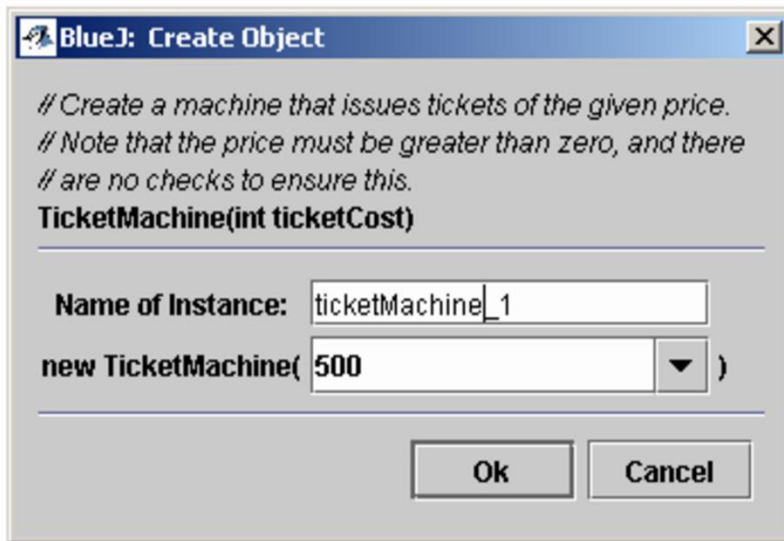 BlueJ: Create Object
// Create a machine that issues tickets of the given price.
// Note that the price must be greater than zero, and there
// are no checks to ensure this.
TicketMachine(int ticketCost)
Name of Instance: ticketMachine_1
new TicketMachine( 500 )
Ok Cancel